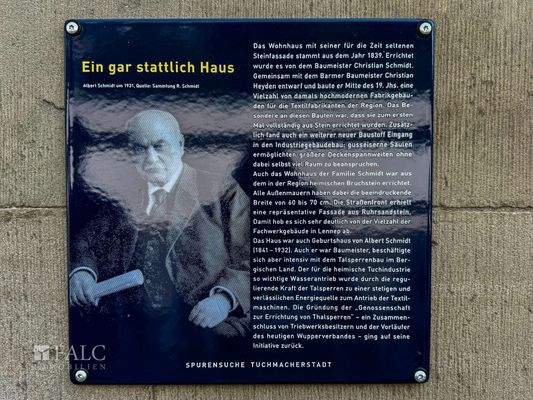 Ein gar stattlich Haus
Albert Schmidt um 1931, Quelle: Sammlung R. Schmidt
Das Wohnhaus mit seiner für die Zeit seltenen
Steinfassade stammt aus dem Jahr 1839. Errichtet
wurde es von dem Baumeister Christian Schmidt.
Gemeinsam mit dem Barmer Baumeister Christian
Heyden entwarf und baute er Mitte des 19. Jhs. eine
Vielzahl von damals hochmodernen Fabrikgebäu-
den für die Textilfabrikanten der Region. Das Be-
sondere an diesen Bauten war, dass sie zum ersten
Mal vollständig aus Stein errichtet wurden. Zusätz-
lich fand auch ein weiterer neuer Baustoff Eingang
in den Industriegebäudebau: gusseiserne Säulen
ermöglichten größere Deckenspannweiten ohne
dabei selbst viel Raum zu beanspruchen.
Auch das Wohnhaus der Familie Schmidt war aus
dem in der Region heimischen Bruchstein errichtet.
Alle Außenmauern haben dabei die beeindruckende
Breite von 60 bis 70 cm. Die Straßenfront erhielt
eine repräsentative Fassade aus Ruhrsandstein.
Damit hob es sich sehr deutlich von der Vielzahl der
Fachwerkgebäude in Lennep ab.
Das Haus war auch Geburtshaus von Albert Schmidt
(1841 – 1932). Auch er war Baumeister, beschäftigte
sich aber intensiv mit dem Talsperrenbau im Ber-
gischen Land. Der für die heimische Tuchindustrie
so wichtige Wasserantrieb wurde durch die regu-
lierende Kraft der Talsperren zu einer stetigen und
verlässlichen Energiequelle zum Antrieb der Textil-
maschinen. Die Gründung der „Genossenschaft
zur Errichtung von Thalsperren“ – ein Zusammen-
schluss von Triebwerksbesitzern und der Vorläufer
des heutigen Wupperverbandes – ging auf seine
Initiative zurück.
FALC
IMMOBILIEN
SPURENSUCHE TUCHMACHERSTADT